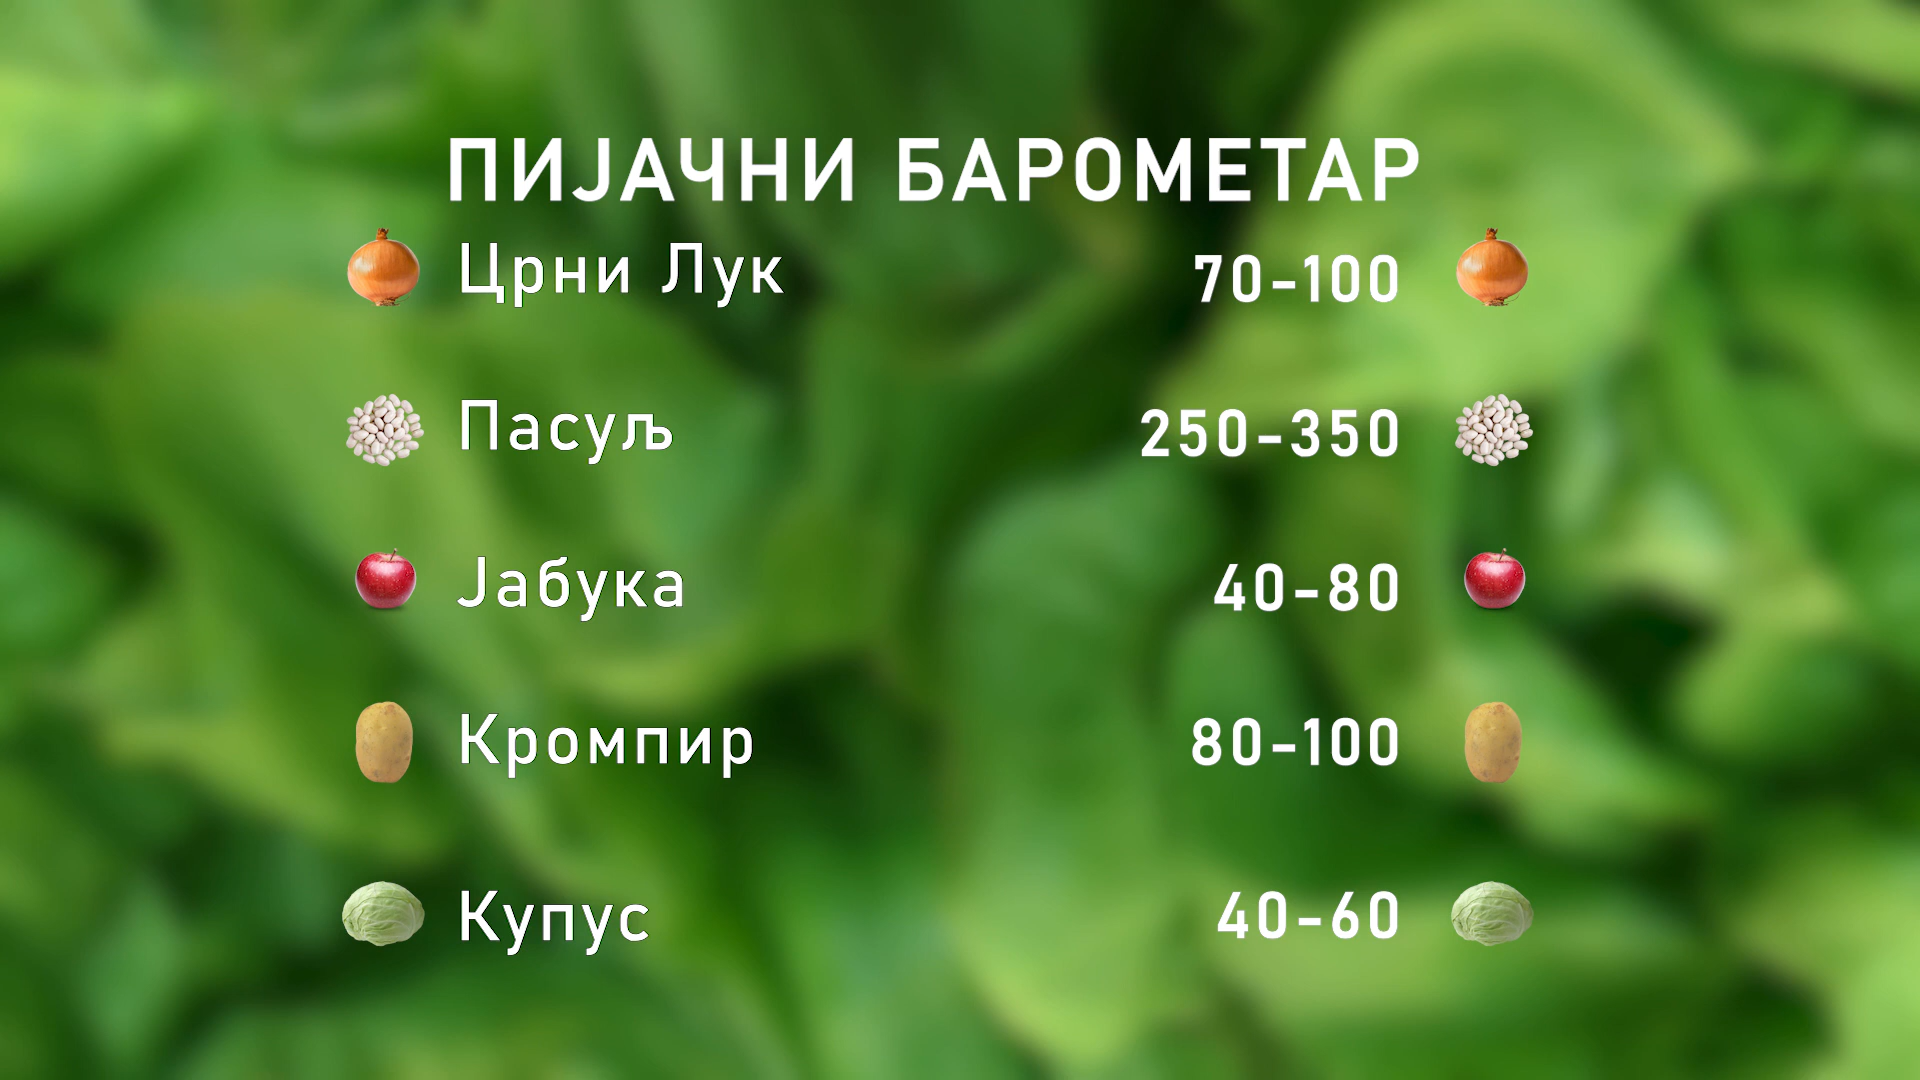 ПИЈАЧНИ БАРОМЕТАР
Црни Лук 70-100
Пасуљ 250-350
Јабука 40-80
Кромпир 80-100
Купус 40-60